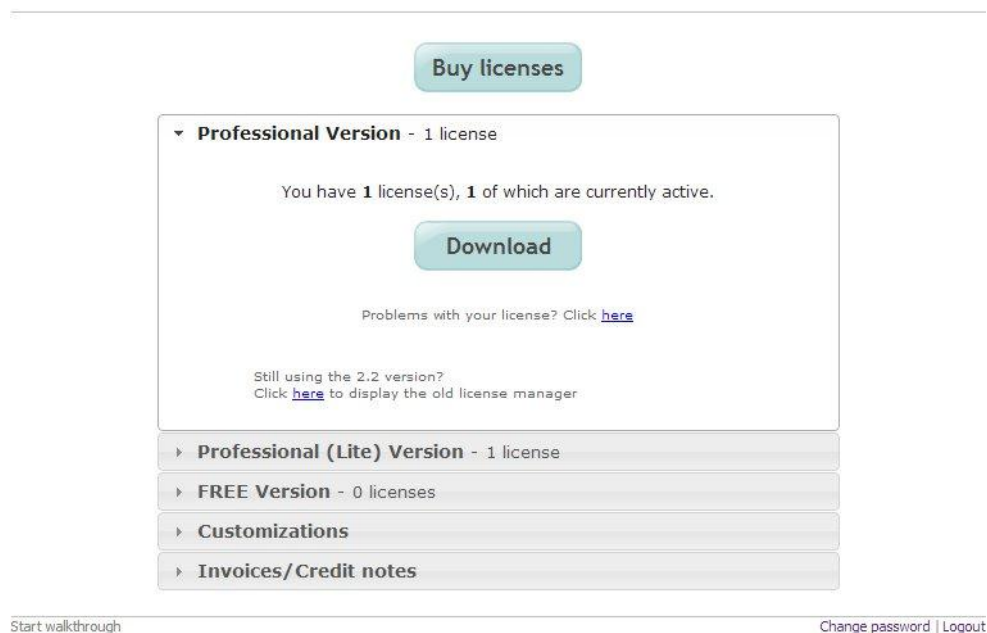 Buy licenses
Professional Version - 1 license
You have 1 license(s), 1 of which are currently active.
Download
Problems with your license? Click here
Still using the 2.2 version?
Click here to display the old license manager
Professional (Lite) Version - 1 license
FREE Version - 0 licenses
Customizations
Invoices/Credit notes
Start walkthrough
Change password | Logout